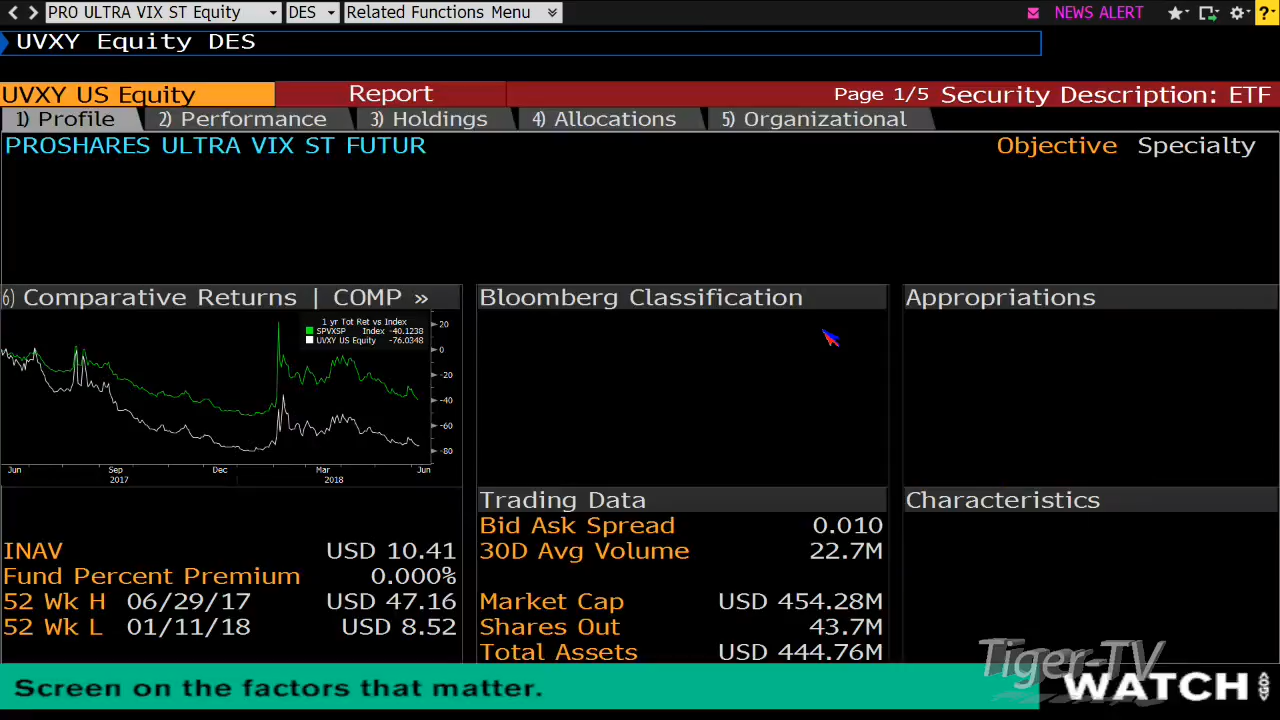 PRO ULTRA VIX ST Equity DES Related Functions Menu NEWS ALERT ?
UVXY Equity DES
UVXY US Equity Report Page 1/5 Security Description: ETF
1) Profile 2) Performance 3) Holdings 4) Allocations 5) Organizational
PROSHARES ULTRA VIX ST FUTUR Objective Specialty
6) Comparative Returns | COMP » Bloomberg Classification Appropriations
1 yr Tot Ret vs Index
SPVXSP Index -40.1238
UVXY US Equity -76.0348
20
0
-20
-40
-60
-80
Jun Sep Dec Mar Jun
2017 2018
Trading Data Characteristics
Bid Ask Spread 0.010
INAV USD 10.41 30D Avg Volume 22.7M
Fund Percent Premium 0.000%
52 Wk H 06/29/17 USD 47.16 Market Cap USD 454.28M
52 Wk L 01/11/18 USD 8.52 Shares Out 43.7M
Total Assets USD 444.76M
Tiger-TV
Screen on the factors that matter. WATCH